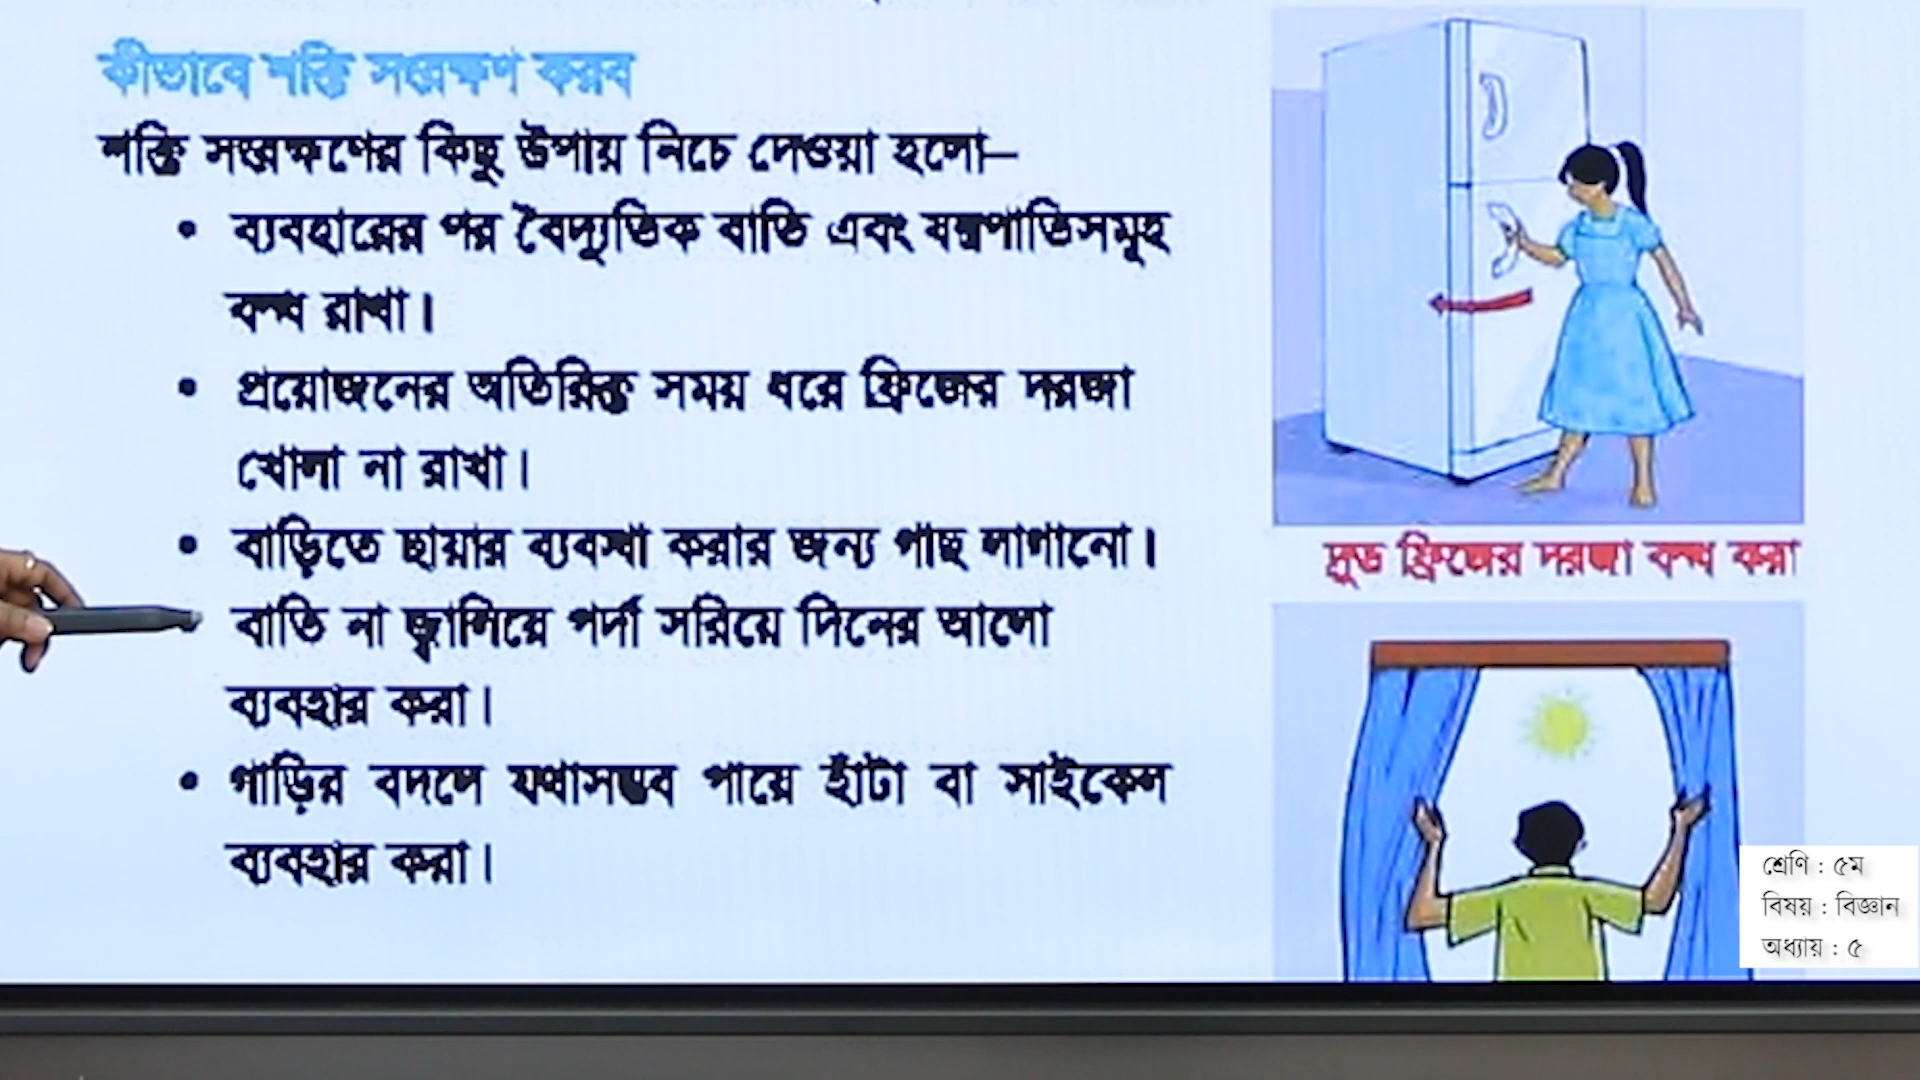 কীভাবে শক্তি সংরক্ষণ করব
শক্তি সংরক্ষণের কিছু উপায় নিচে দেওয়া হলো—
• ব্যবহারের পর বৈদ্যুতিক বাতি এবং যন্ত্রপাতিসমূহ
বন্ধ রাখা।
• প্রয়োজনের অতিরিক্ত সময় ধরে ফ্রিজের দরজা
খোলা না রাখা।
• বাড়িতে ছায়ার ব্যবস্থা করার জন্য গাছ লাগানো।
• বাতি না জ্বালিয়ে পর্দা সরিয়ে দিনের আলো
ব্যবহার করা।
• গাড়ির বদলে যথাসম্ভব পায়ে হাঁটা বা সাইকেল
ব্যবহার করা।
দ্রুত ফ্রিজের দরজা বন্ধ করা
শ্রেণি : ৫ম
বিষয় : বিজ্ঞান
অধ্যায় : ৫